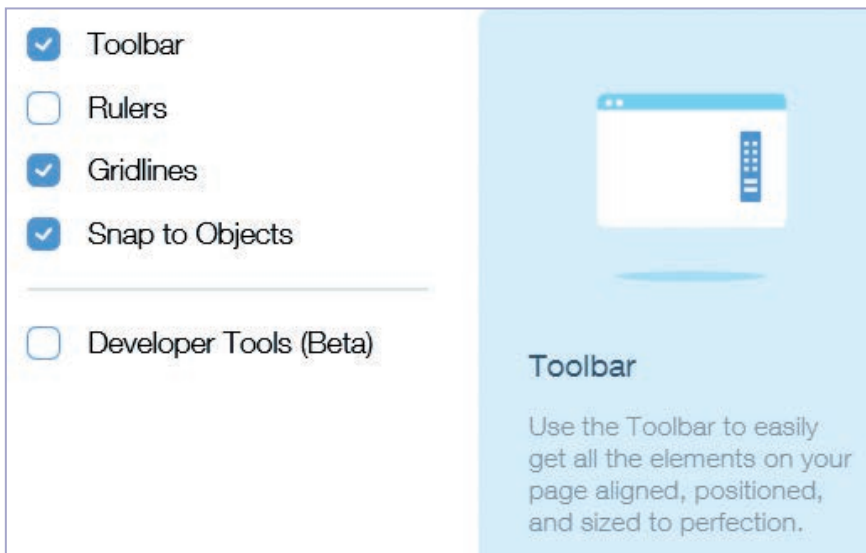 Toolbar
Rulers
Gridlines
Snap to Objects
Developer Tools (Beta)
Toolbar
Use the Toolbar to easily
get all the elements on your
page aligned, positioned,
and sized to perfection.